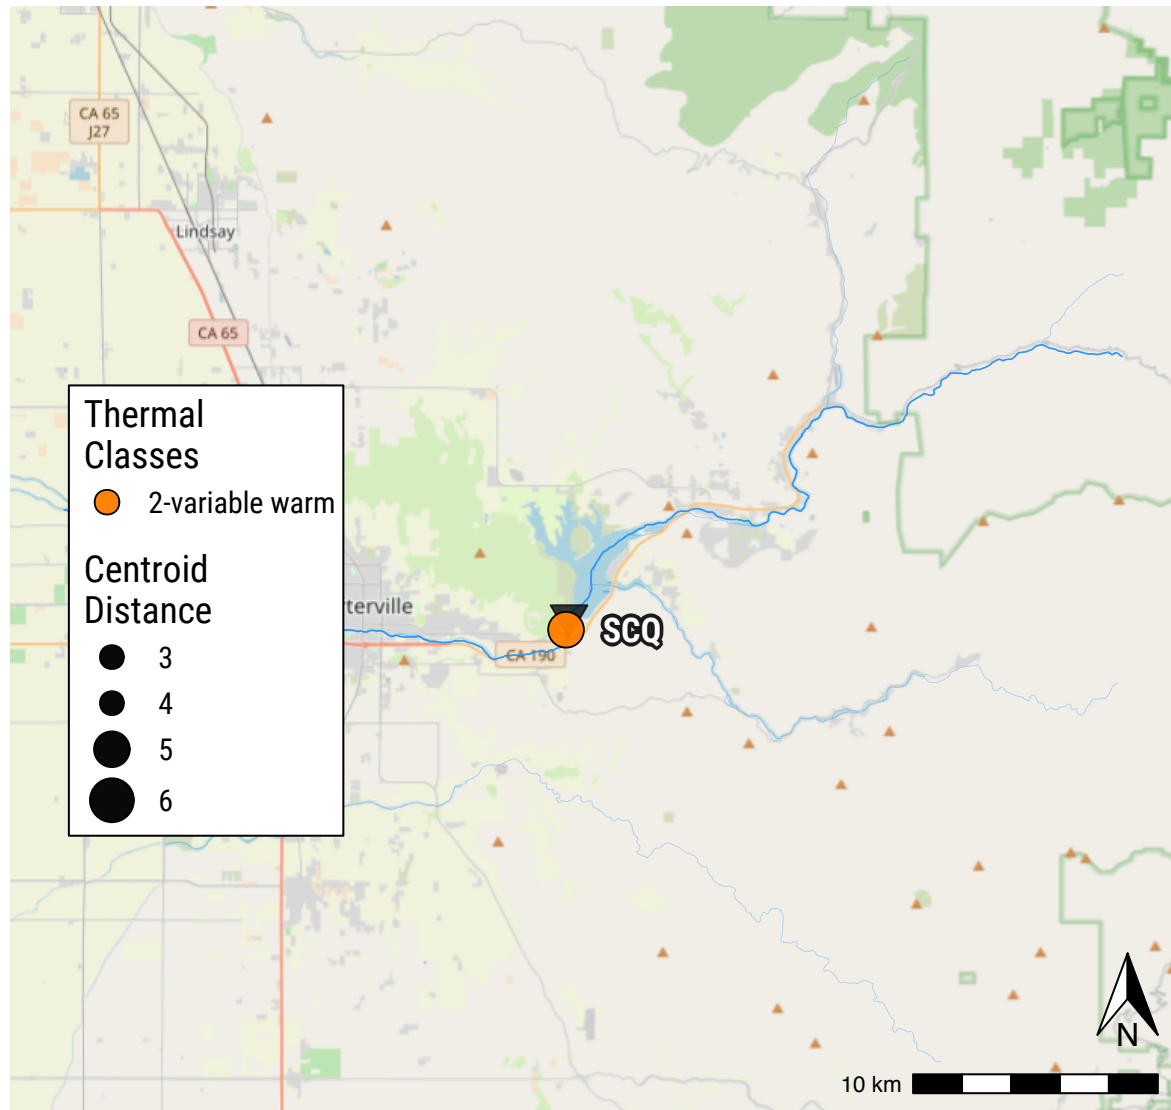 CA 65
J27
Lindsay
CA 65
Thermal
Classes
2-variable warm
Centroid
Distance
3
4
5
6
rterville
SCQ
CA 190
N
10 km